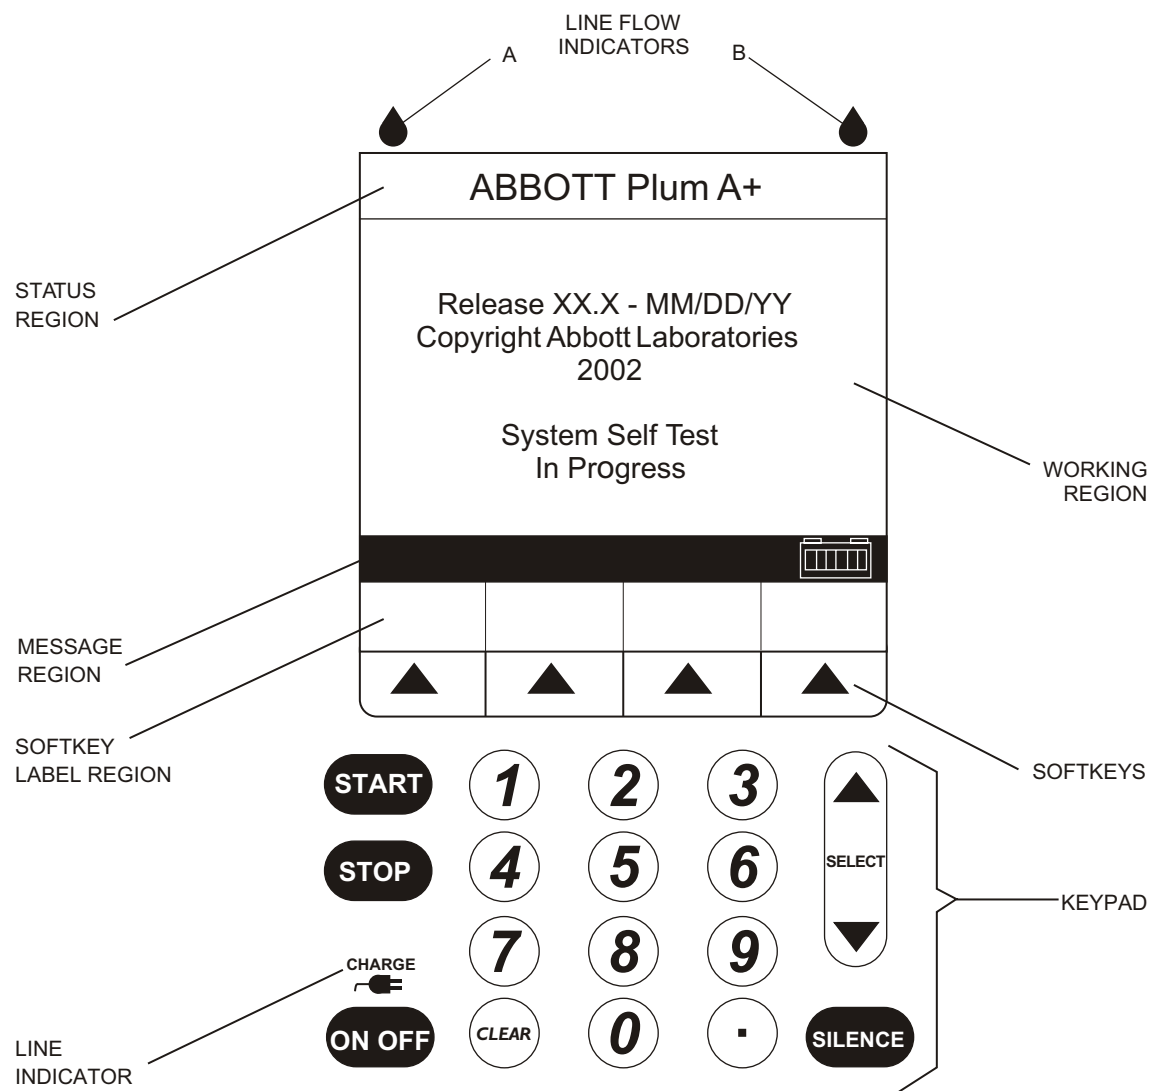 LINE FLOW
INDICATORS
A
B
ABBOTT Plum A+
STATUS
REGION
Release XX.X - MM/DD/YY
Copyright Abbott Laboratories
2002
System Self Test
In Progress
WORKING
REGION
MESSAGE
REGION
SOFTKEY
LABEL REGION
SOFTKEYS
START
1
2
3
STOP
4
5
6
SELECT
KEYPAD
7
8
9
CHARGE
ON OFF
CLEAR
0
.
SILENCE
LINE
INDICATOR